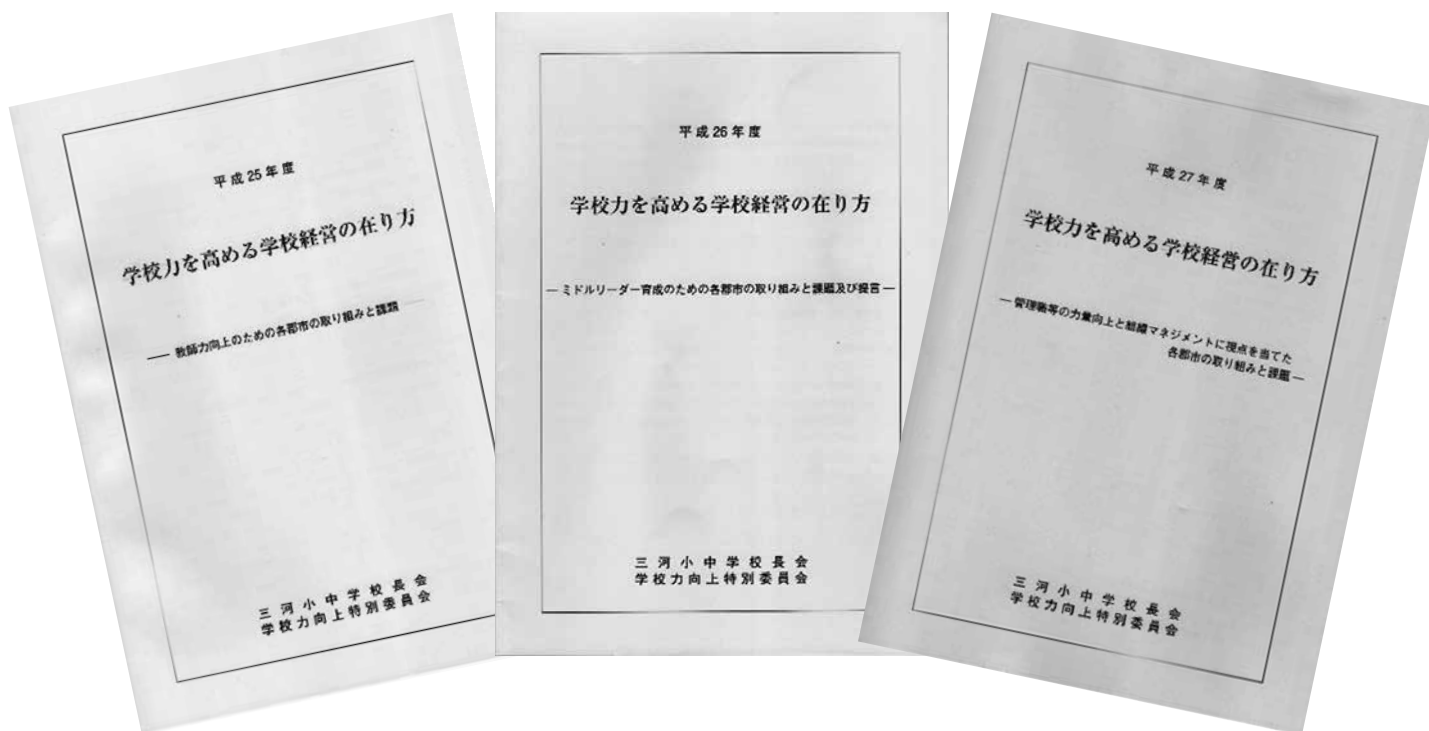 平成25年度
学校力を高める学校経営の在り方
― 教師力向上のための各郡市の取り組みと課題 ―
三河小中学校長会
学校力向上特別委員会
平成26年度
学校力を高める学校経営の在り方
―ミドルリーダー育成のための各郡市の取り組みと課題及び提言―
三河小中学校長会
学校力向上特別委員会
平成27年度
学校力を高める学校経営の在り方
―管理職等の力量向上と組織マネジメントに視点を当てた
各郡市の取り組みと課題―
三河小中学校長会
学校力向上特別委員会